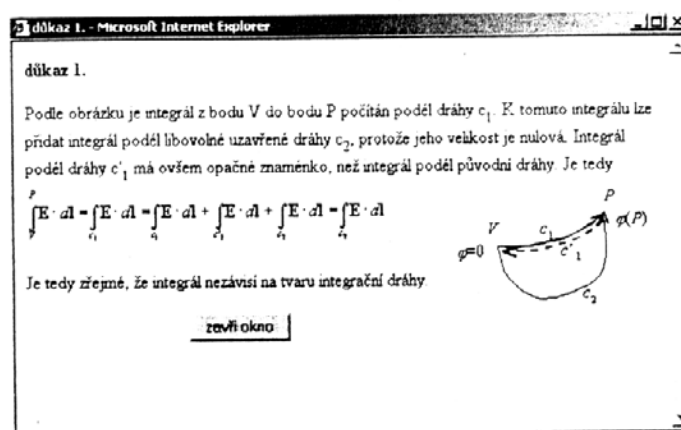 důkaz 1. - Microsoft Internet Explorer
důkaz 1.
Podle obrázku je integrál z bodu V do bodu P počítán podél dráhy c₁. K tomuto integrálu lze
přidat integrál podél libovolné uzavřené dráhy c₂, protože jeho velikost je nulová. Integrál
podél dráhy c'₁ má ovšem opačné znaménko, než integrál podél původní dráhy. Je tedy
∫E · dl = ∫E · dl = ∫E · dl + ∫E · dl + ∫E · dl = ∫E · dl
P
V c₁ φ(P)
φ=0 c'₁
c₂
Je tedy zřejmé, že integrál nezávisí na tvaru integrační dráhy.
zavři okno